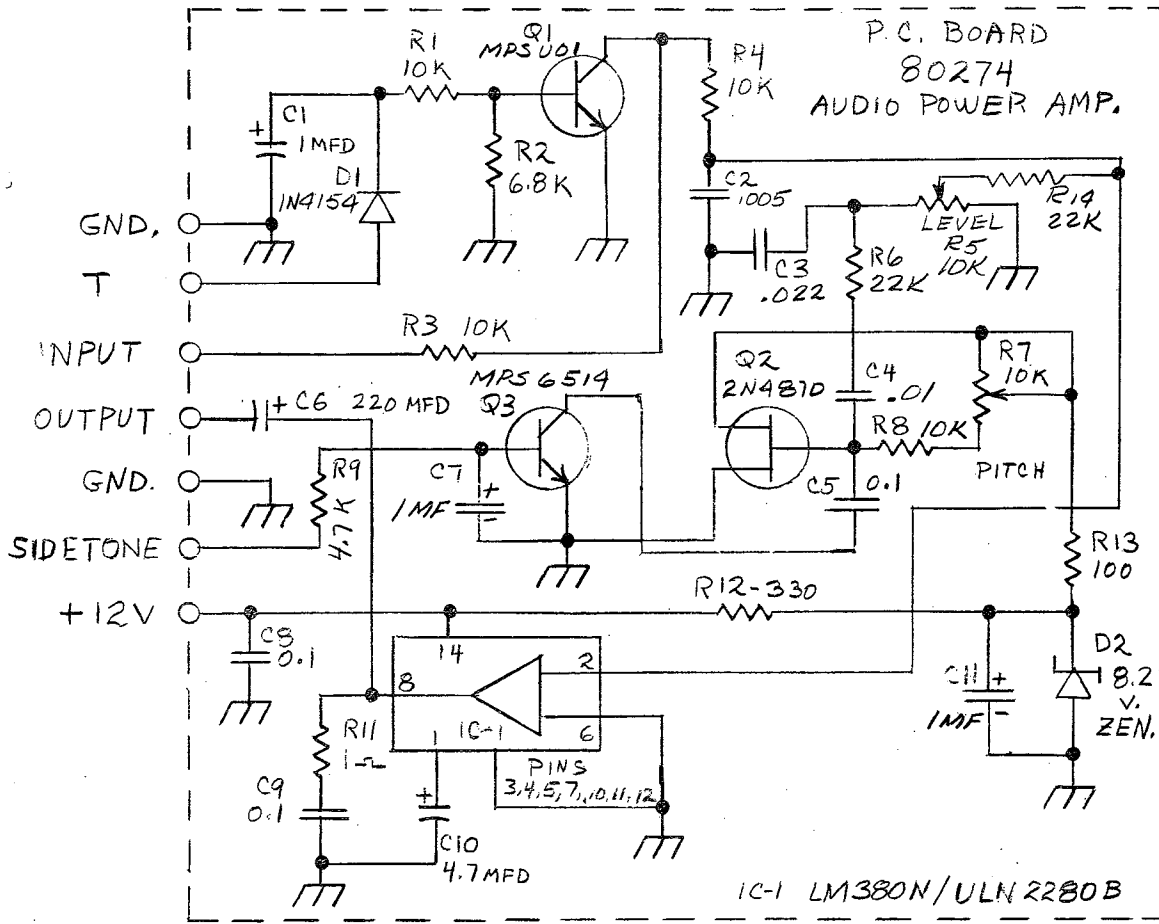 P.C. BOARD
80274
AUDIO POWER AMP.
Q1
MPS U01
R1
10K
R4
10K
C1
+
1MFD
R2
6.8K
D1
1N4154
C2
.005
R14
22K
LEVEL
R5
10K
GND.
T
C3
.022
R6
22K
INPUT
R3 10K
Q2
2N4870
C4
.01
R7
10K
MPS 6514
Q3
OUTPUT
+ C6 220 MFD
R8 10K
PITCH
GND.
R9
4.7K
C7
1MF
+
-
C5
0.1
SIDETONE
R13
100
+12V
R12-330
C8
0.1
14
2
8
IC-1
6
1
D2
8.2
V.
ZEN.
C11
+
1MF
-
R11
1Ω
PINS
3,4,5,7,10,11,12
C9
0.1
+
C10
4.7MFD
IC-1 LM380N/ULN2280B